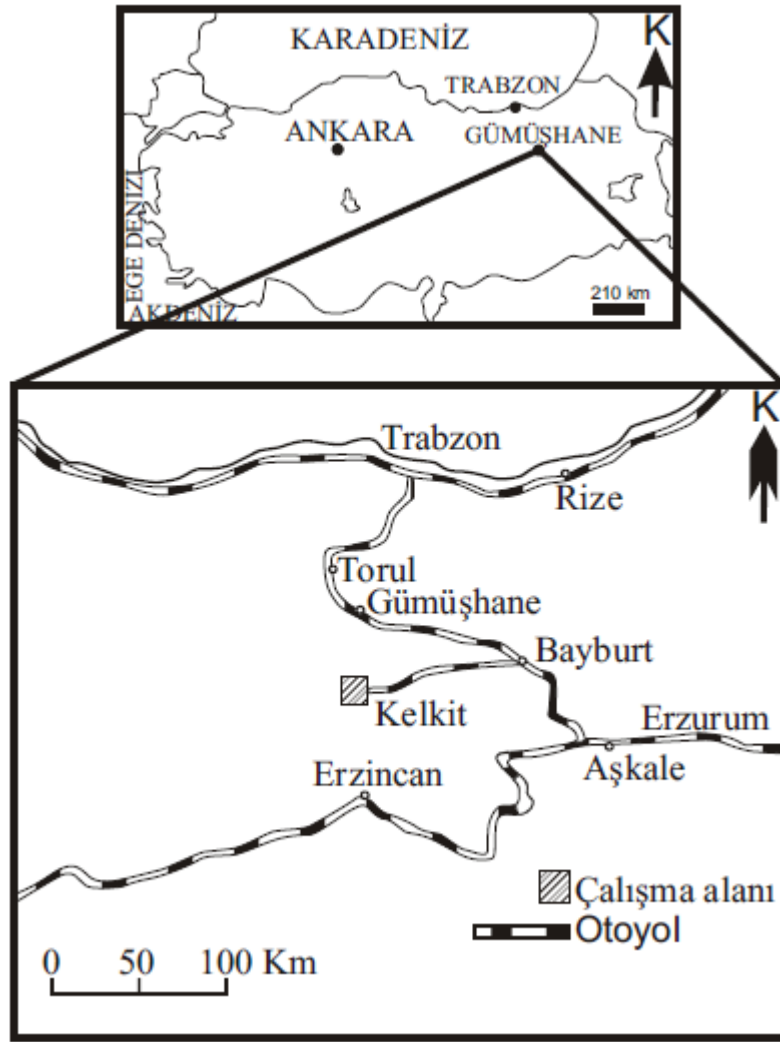 KARADENİZ
K
TRABZON
ANKARA
GÜMÜŞHANE
EGE DENİZİ
AKDENİZ
210 km
K
Trabzon
Rize
Torul
Gümüşhane
Bayburt
Kelkit
Erzurum
Aşkale
Erzincan
Çalışma alanı
Otoyol
0 50 100 Km